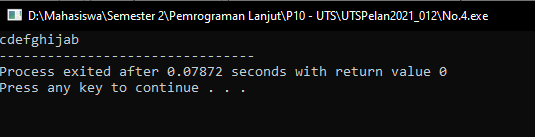 D:\Mahasiswa\Semester 2\Pemrograman Lanjut\P10 - UTS\UTSPelan2021_012\No.4.exe
cdefghijab
--------------------------------
Process exited after 0.07872 seconds with return value 0
Press any key to continue . . .